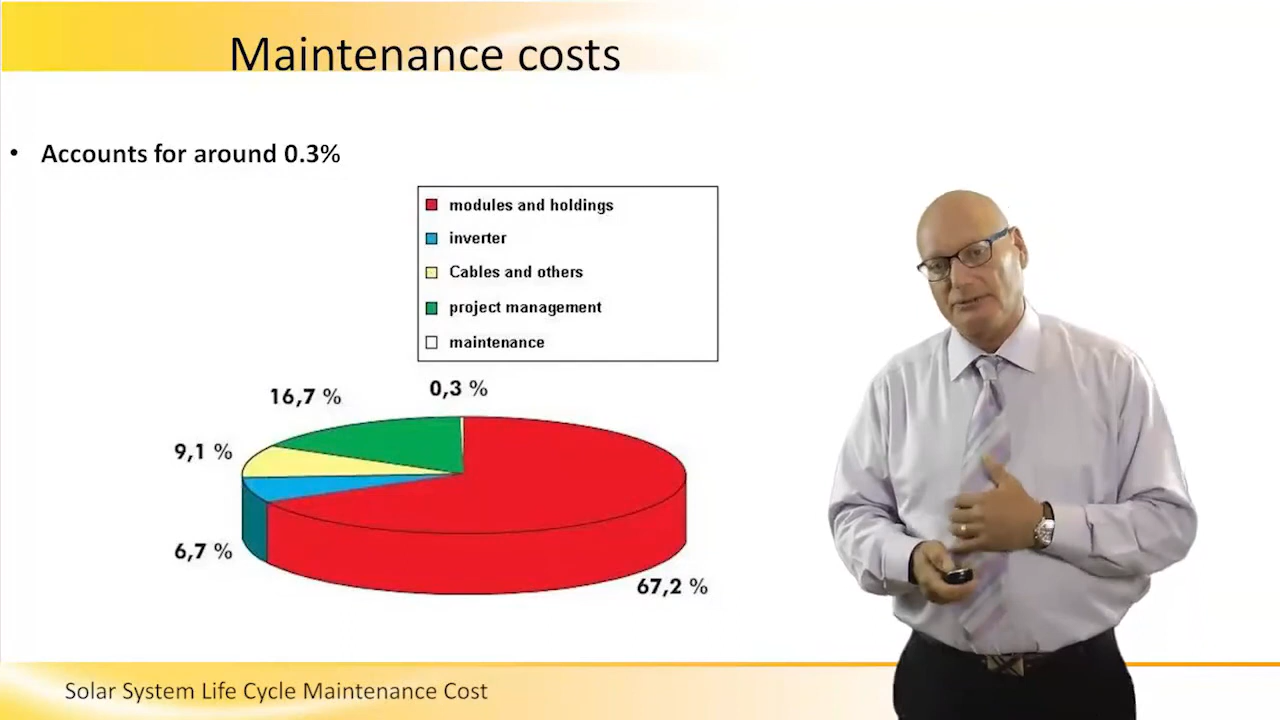 Maintenance costs
• Accounts for around 0.3%
modules and holdings
inverter
Cables and others
project management
maintenance
16,7 %
0,3 %
9,1 %
6,7 %
67,2 %
Solar System Life Cycle Maintenance Cost